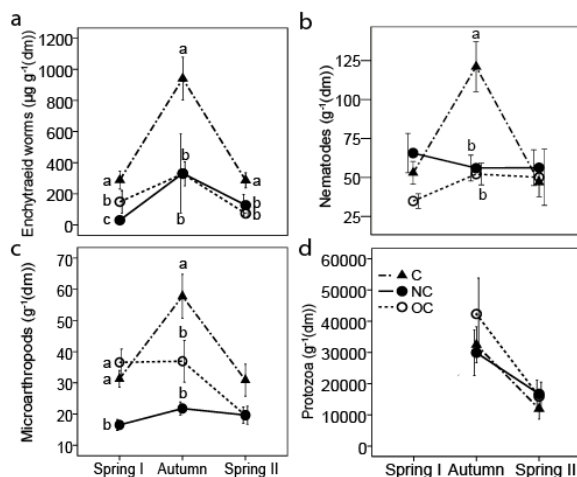 a
Enchytraeid worms (µg g⁻¹(dm))
1200
1000
800
600
400
200
0
a
a
a
b
b
b
b
b
c
b
Nematodes (g⁻¹(dm))
125
100
75
50
25
a
b
b
c
Microarthropods (g⁻¹(dm))
70
60
50
40
30
20
10
a
b
a
a
b
b
Spring I Autumn Spring II
d
Protozoa (g⁻¹(dm))
60000
50000
40000
30000
20000
10000
0
C
NC
OC
Spring I Autumn Spring II